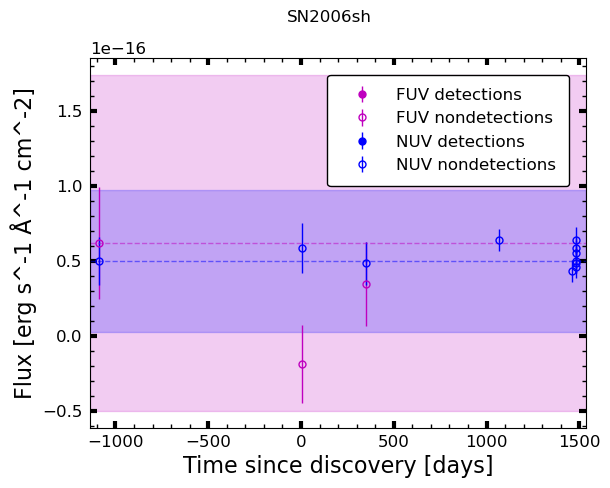 SN2006sh
1e−16
FUV detections
FUV nondetections
NUV detections
NUV nondetections
1.5
1.0
0.5
0.0
−0.5
Flux [erg s^-1 Å^-1 cm^-2]
−1000
−500
0
500
1000
1500
Time since discovery [days]